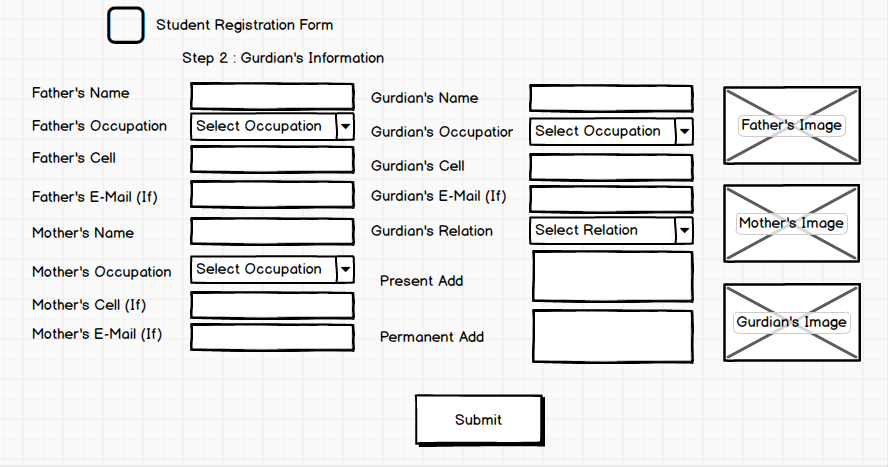 Student Registration Form
Step 2 : Gurdian's Information
Father's Name
Father's Occupation
Select Occupation
Father's Cell
Father's E-Mail (If)
Mother's Name
Mother's Occupation
Select Occupation
Mother's Cell (If)
Mother's E-Mail (If)
Gurdian's Name
Gurdian's Occupatior
Select Occupation
Gurdian's Cell
Gurdian's E-Mail (If)
Gurdian's Relation
Select Relation
Present Add
Permanent Add
Father's Image
Mother's Image
Gurdian's Image
Submit